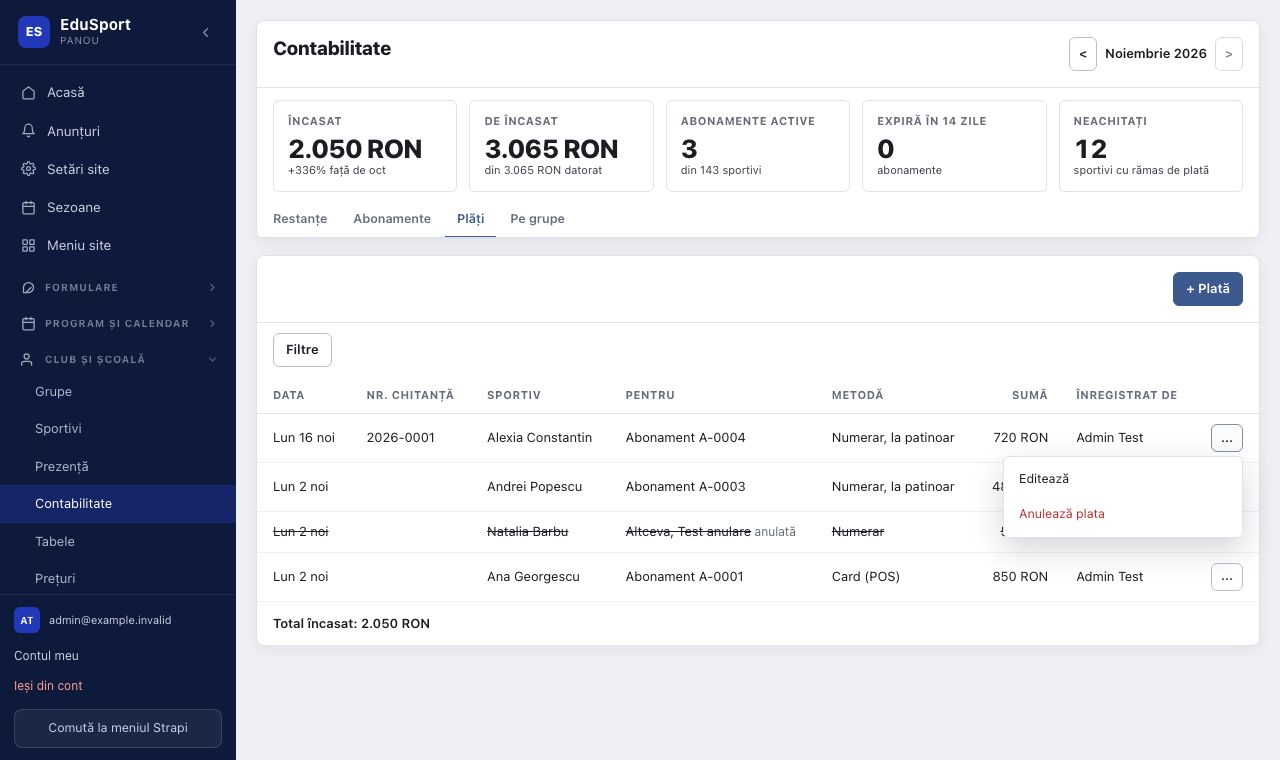 ES
EduSport
PANOU
Acasă
Anunțuri
Setări site
Sezoane
Meniu site
FORMULARE
PROGRAM ȘI CALENDAR
CLUB ȘI ȘCOALĂ
Grupe
Sportivi
Prezență
Contabilitate
Tabele
Prețuri
AT admin@example.invalid
Contul meu
Ieși din cont
Comută la meniul Strapi
Contabilitate
< Noiembrie 2026 >
ÎNCASAT
2.050 RON
+336% față de oct
DE ÎNCASAT
3.065 RON
din 3.065 RON datorat
ABONAMENTE ACTIVE
3
din 143 sportivi
EXPIRĂ ÎN 14 ZILE
0
abonamente
NEACHITAȚI
12
sportivi cu rămas de plată
Restanțe Abonamente Plăți Pe grupe
+ Plată
Filtre
DATA NR. CHITANȚĂ SPORTIV PENTRU METODĂ SUMĂ ÎNREGISTRAT DE
Lun 16 noi 2026-0001 Alexia Constantin Abonament A-0004 Numerar, la patinoar 720 RON Admin Test ...
Lun 2 noi Andrei Popescu Abonament A-0003 Numerar, la patinoar
Lun 2 noi Natalia Barbu Altceva, Test anulare anulată Numerar
Lun 2 noi Ana Georgescu Abonament A-0001 Card (POS) 850 RON Admin Test ...
Editează
Anulează plata
Total încasat: 2.050 RON